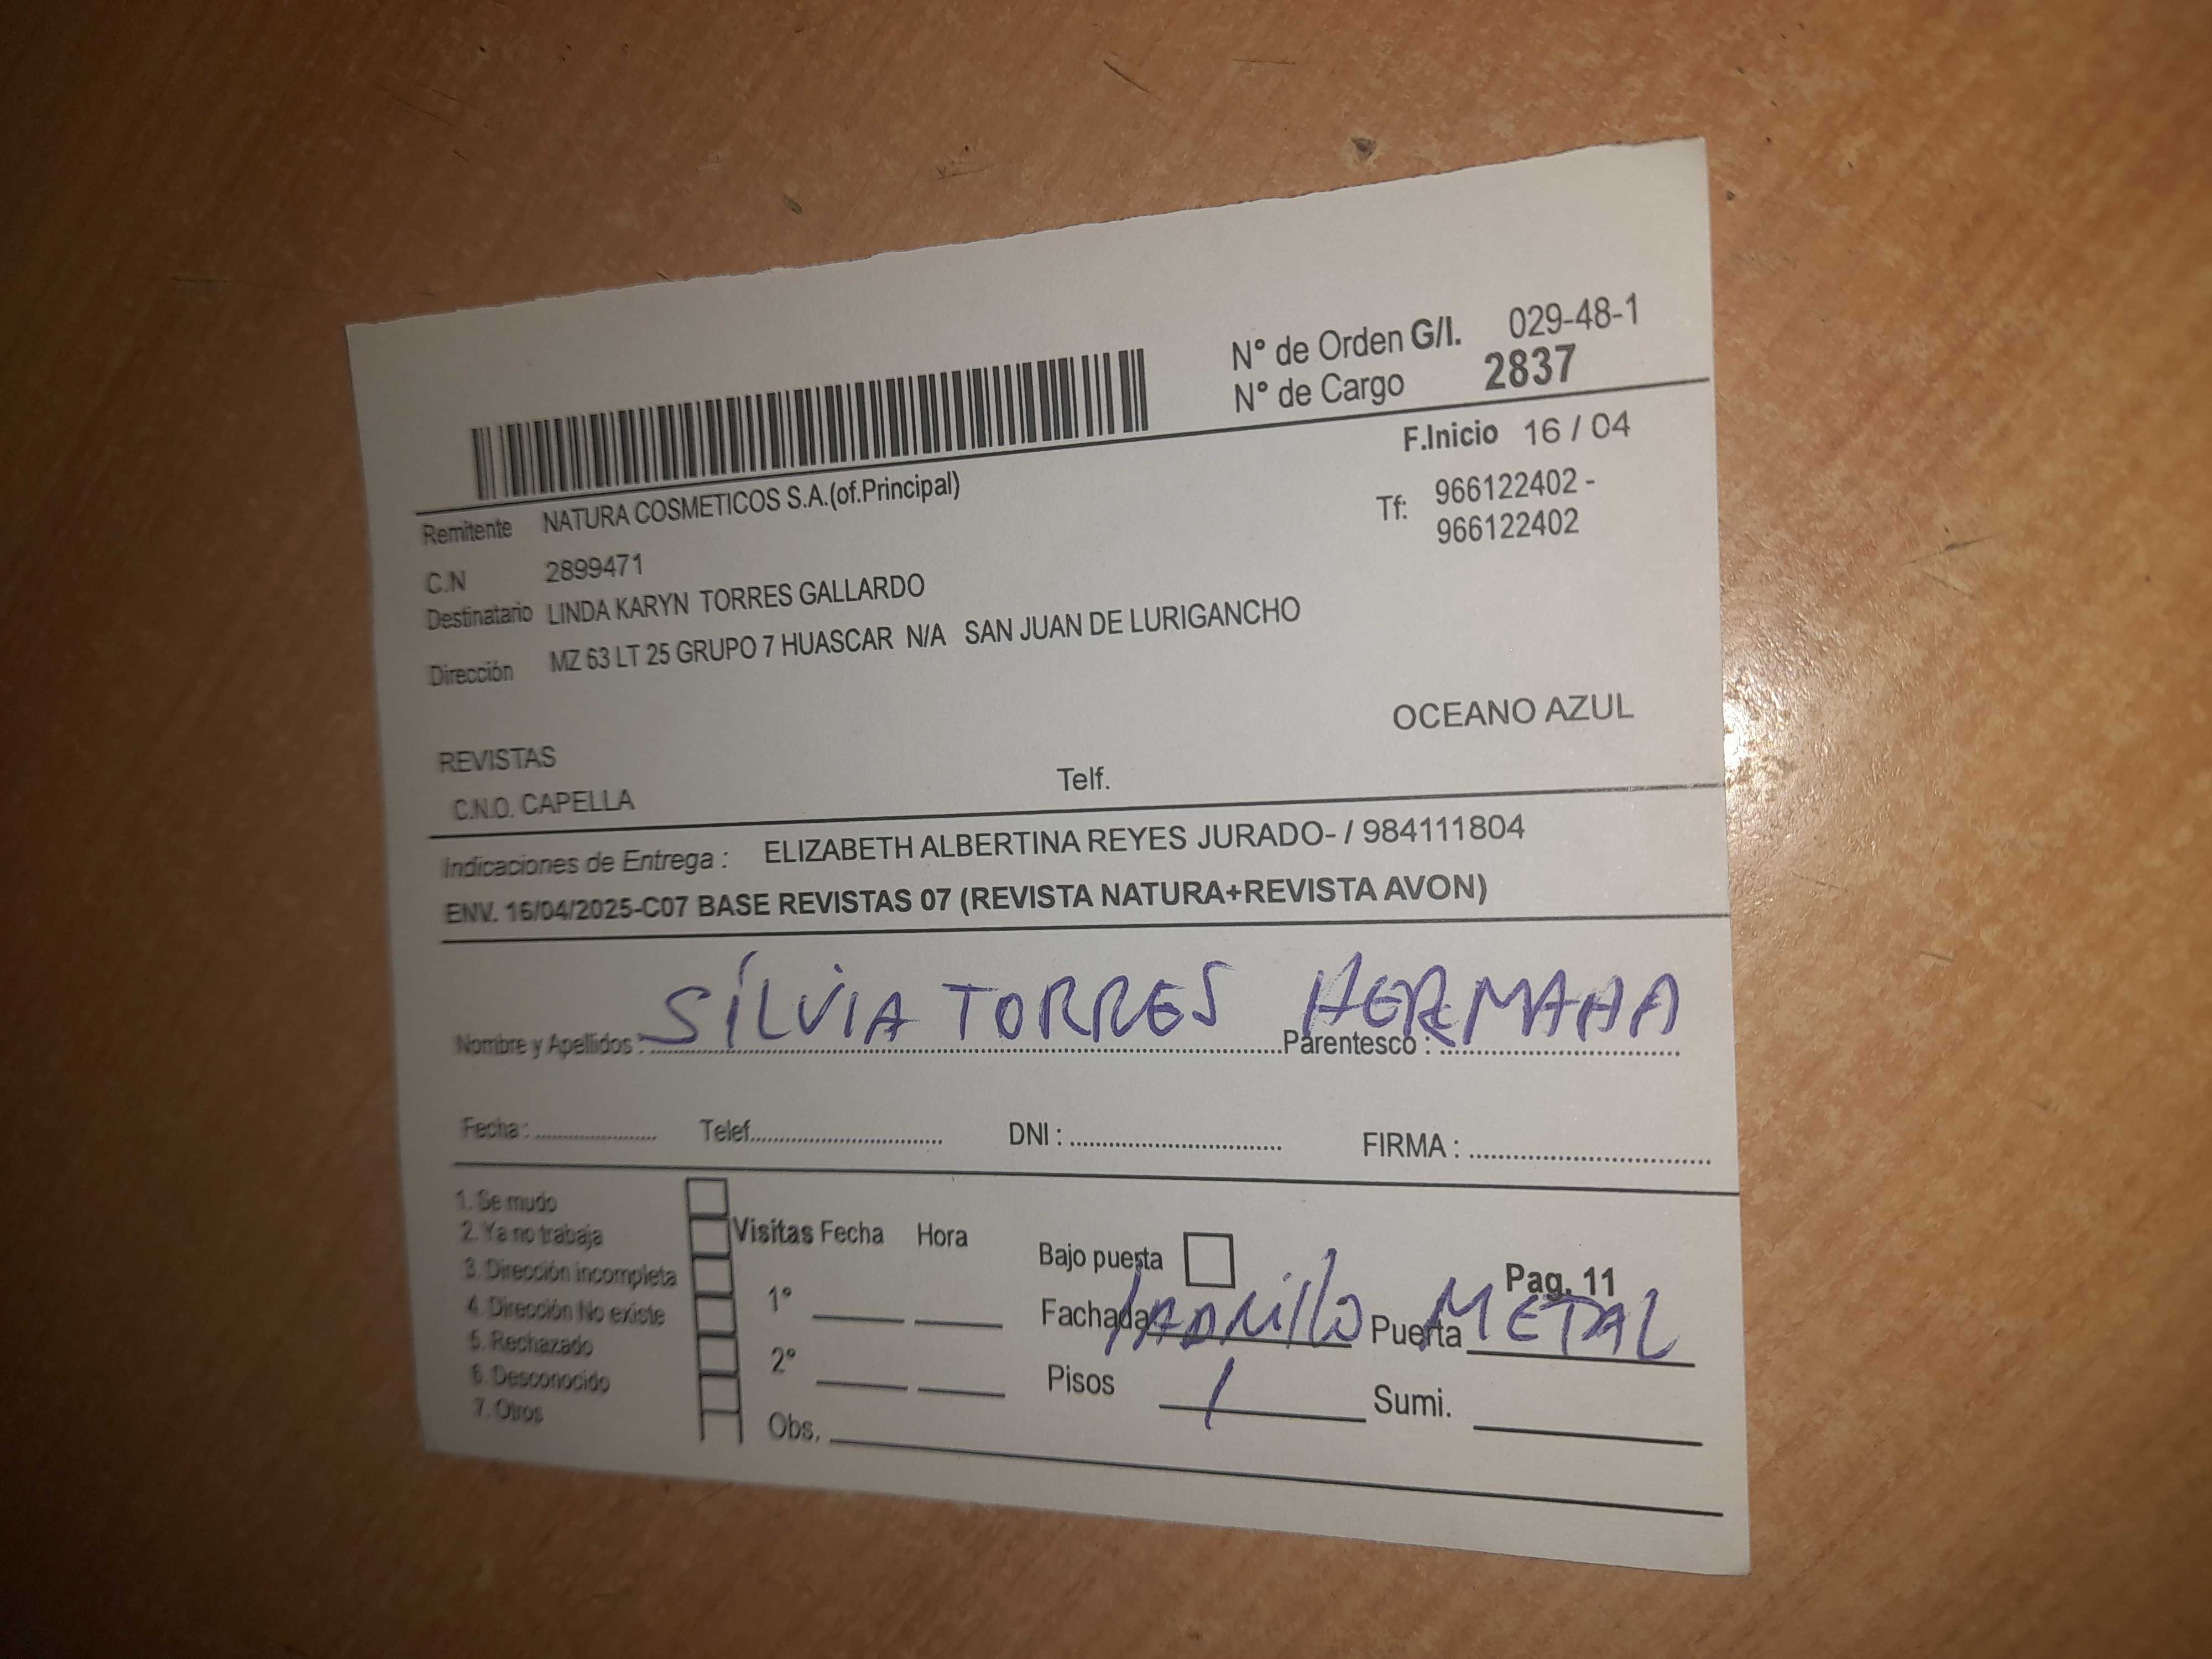 N° de Orden G/I. 029-48-1
N° de Cargo 2837
F.Inicio 16 / 04
Remitente NATURA COSMETICOS S.A.(of.Principal)
Tf: 966122402 -
966122402
C.N 2899471
Destinatario LINDA KARYN TORRES GALLARDO
Dirección MZ 63 LT 25 GRUPO 7 HUASCAR N/A SAN JUAN DE LURIGANCHO
OCEANO AZUL
REVISTAS
C.N.O. CAPELLA Telf.
Indicaciones de Entrega : ELIZABETH ALBERTINA REYES JURADO- / 984111804
ENV. 16/04/2025-C07 BASE REVISTAS 07 (REVISTA NATURA+REVISTA AVON)
Nombre y Apellidos : SILVIA TORRES Parentesco : HERMANA
Fecha : Telef. DNI : FIRMA :
1. Se mudo
2. Ya no trabaja
3. Dirección incompleta
4. Dirección No existe
5. Rechazado
6. Desconocido
7. Otros
Visitas Fecha Hora
1°
2°
Obs.
Bajo puerta Pag. 11
Fachada LADRILLO Puerta METAL
Pisos 1 Sumi.